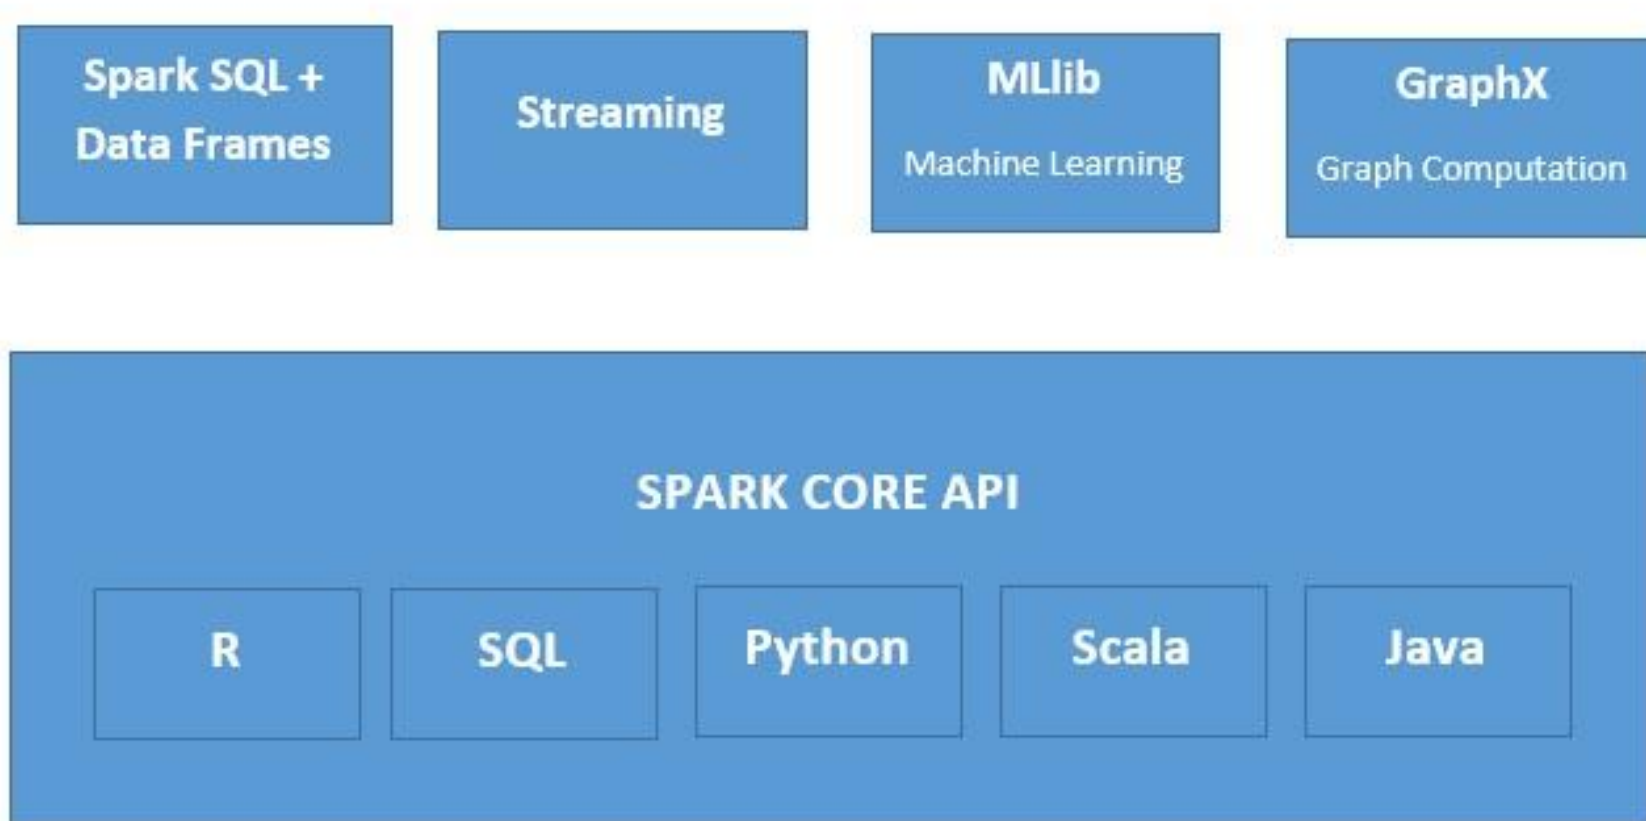 Spark SQL +
Data Frames
Streaming
MLlib
Machine Learning
GraphX
Graph Computation
SPARK CORE API
R
SQL
Python
Scala
Java